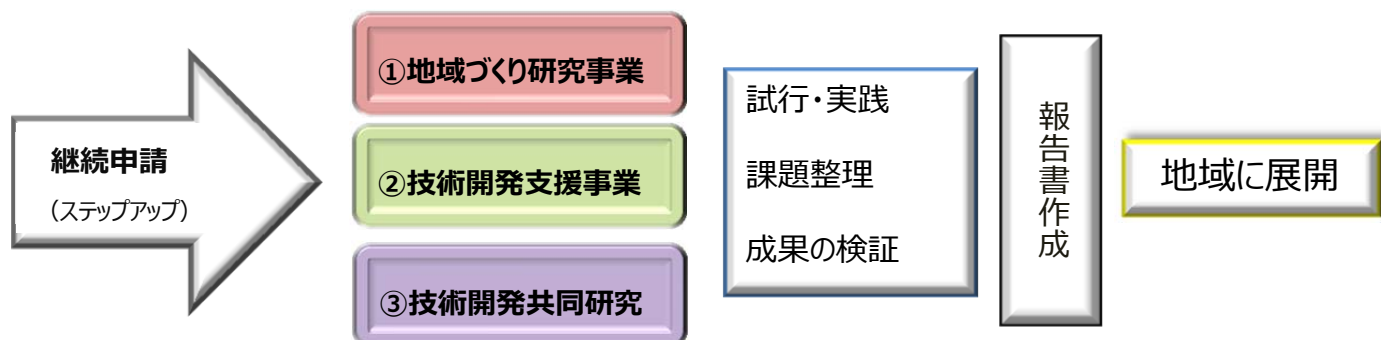 継続申請
（ステップアップ）
①地域づくり研究事業
②技術開発支援事業
③技術開発共同研究
試行・実践
課題整理
成果の検証
報告書作成
地域に展開